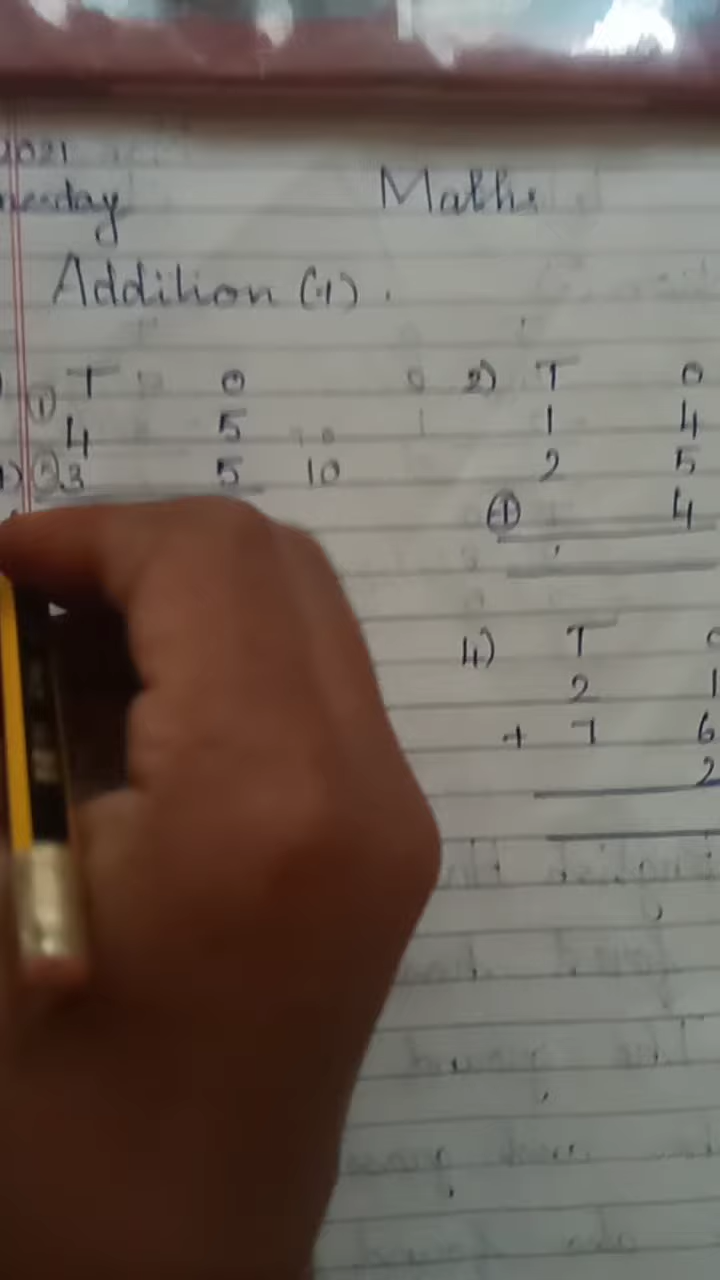 2021
Maths
Addition (1).
① T O 2) T O
4 5 1 4
3 5 10 2 5
+ 4
4) T
2 1
+ 7 6
2